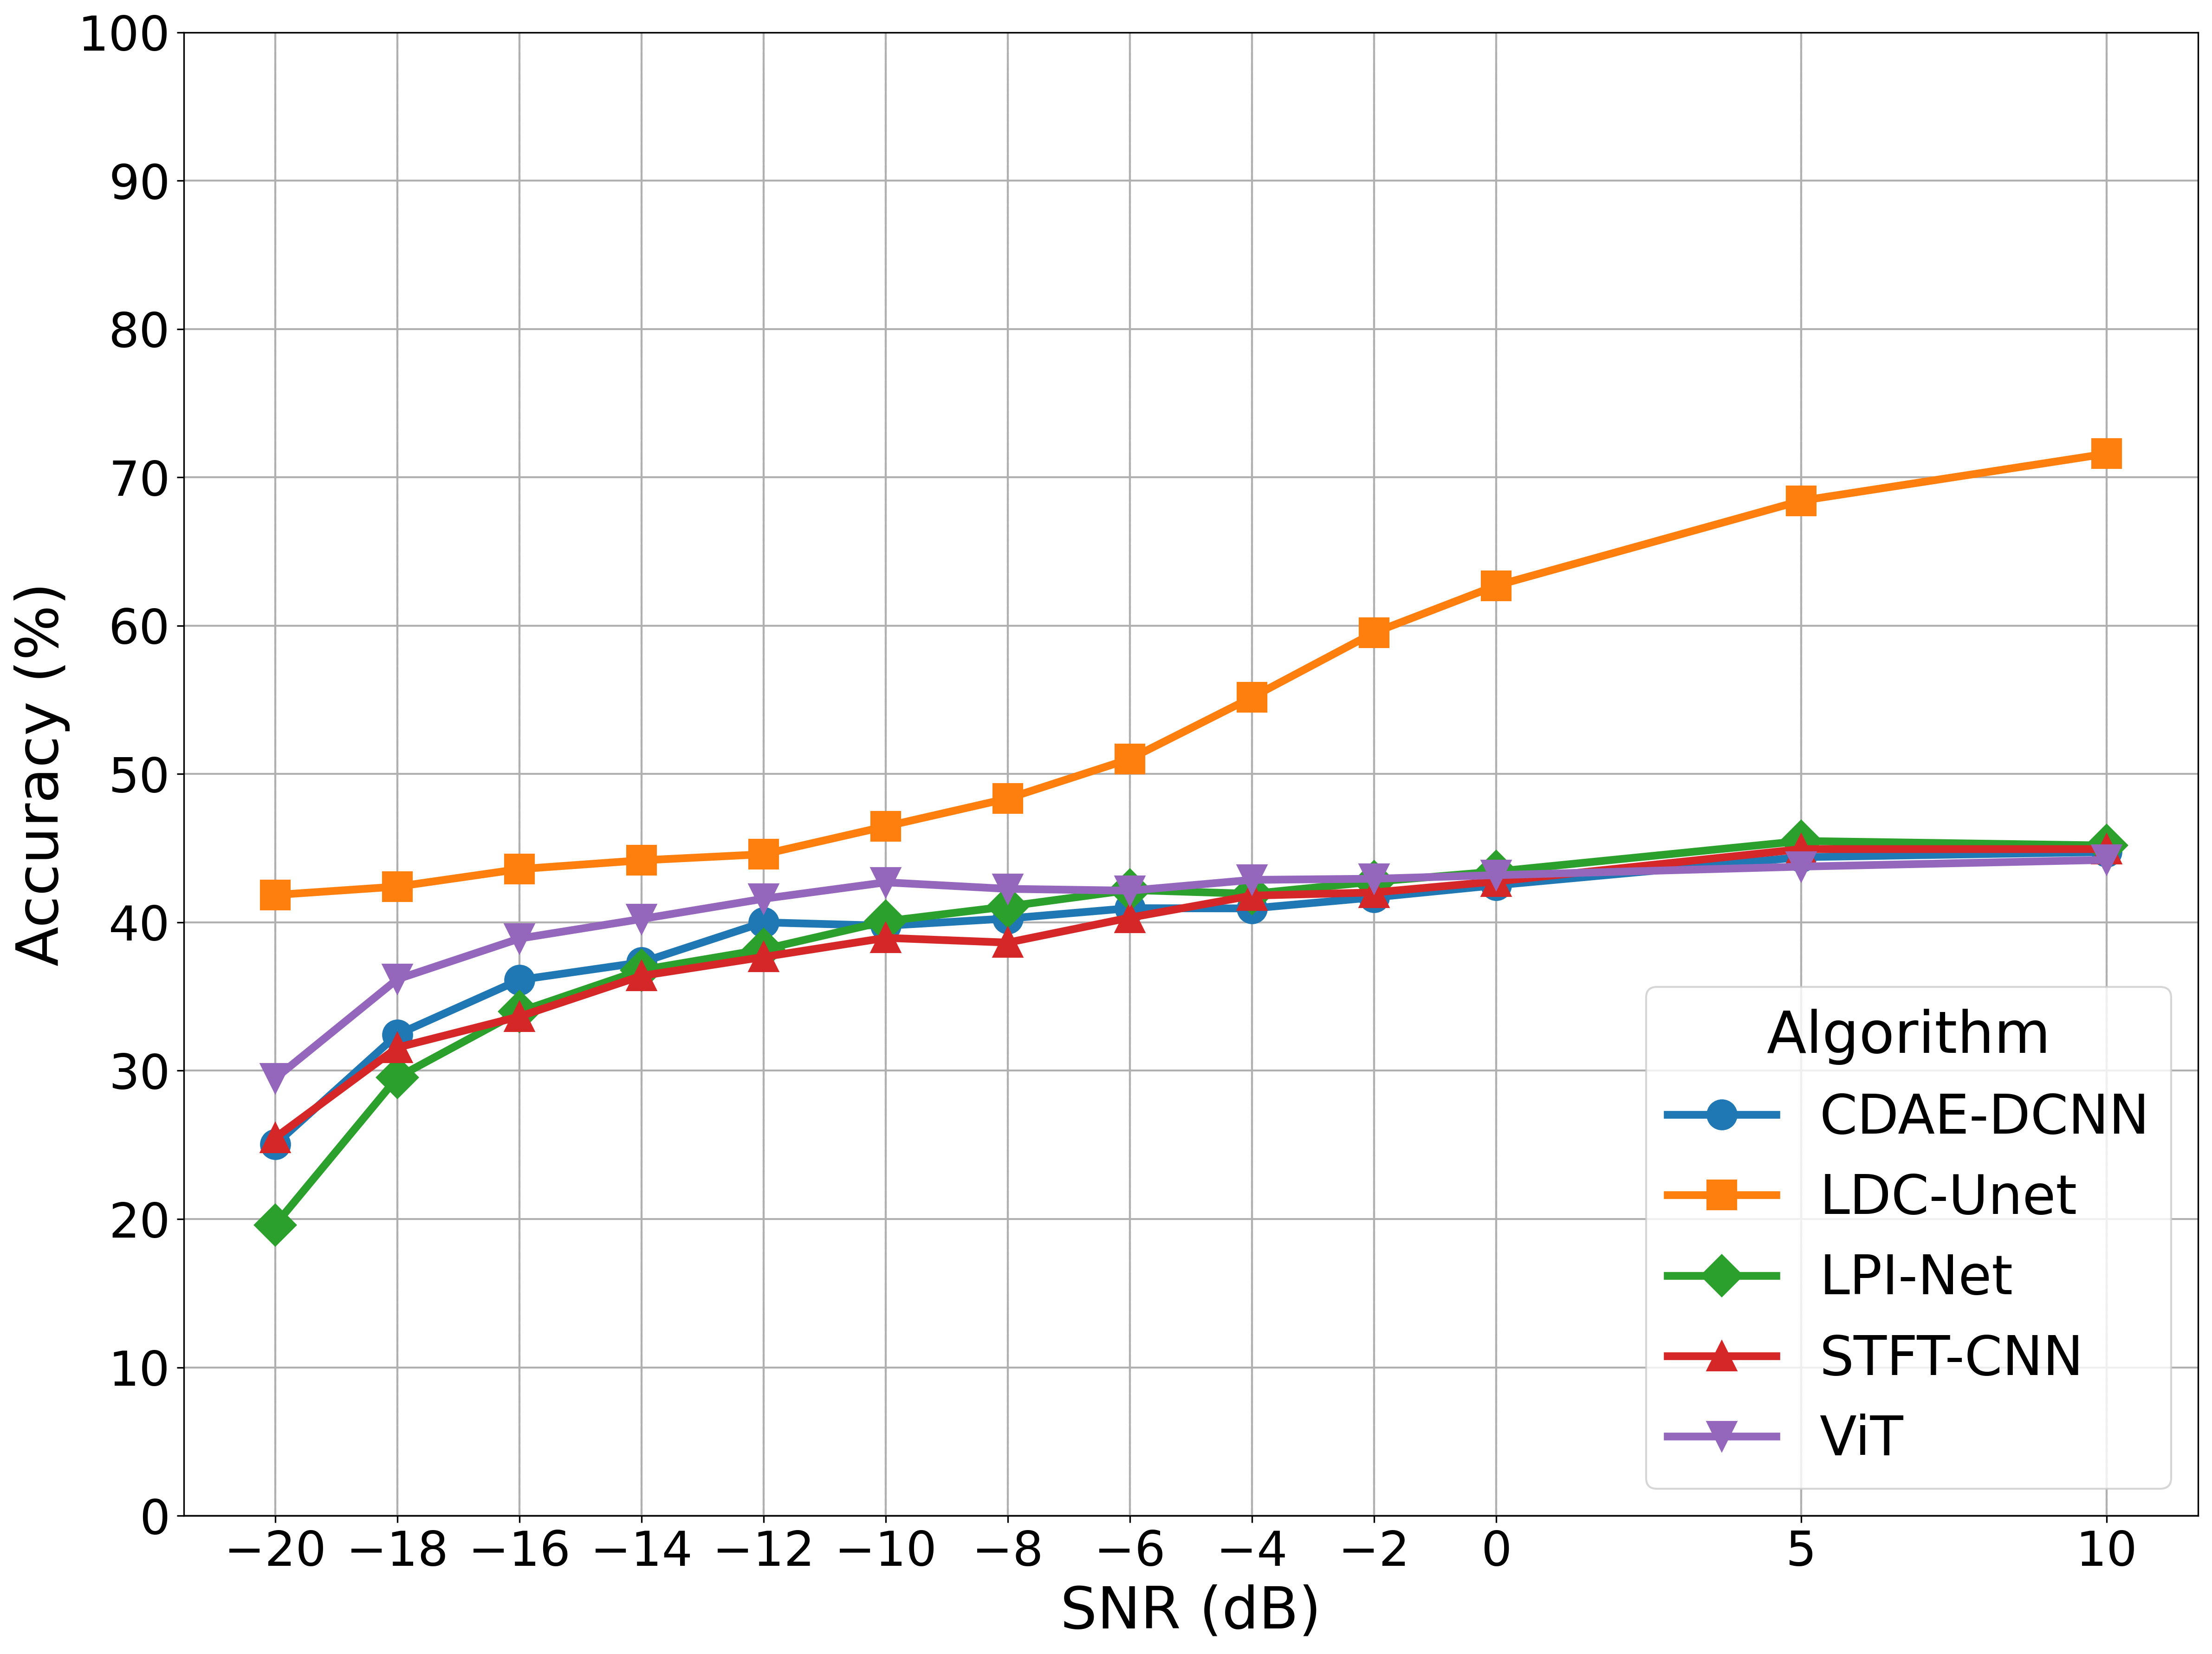 100
90
80
70
60
50
40
30
20
10
0
Accuracy (%)
−20 −18 −16 −14 −12 −10 −8 −6 −4 −2 0 5 10
SNR (dB)
Algorithm
CDAE-DCNN
LDC-Unet
LPI-Net
STFT-CNN
ViT